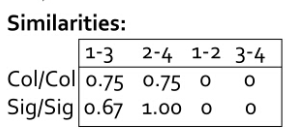 Similarities:
1-3 2-4 1-2 3-4
Col/Col 0.75 0.75 0 0
Sig/Sig 0.67 1.00 0 0